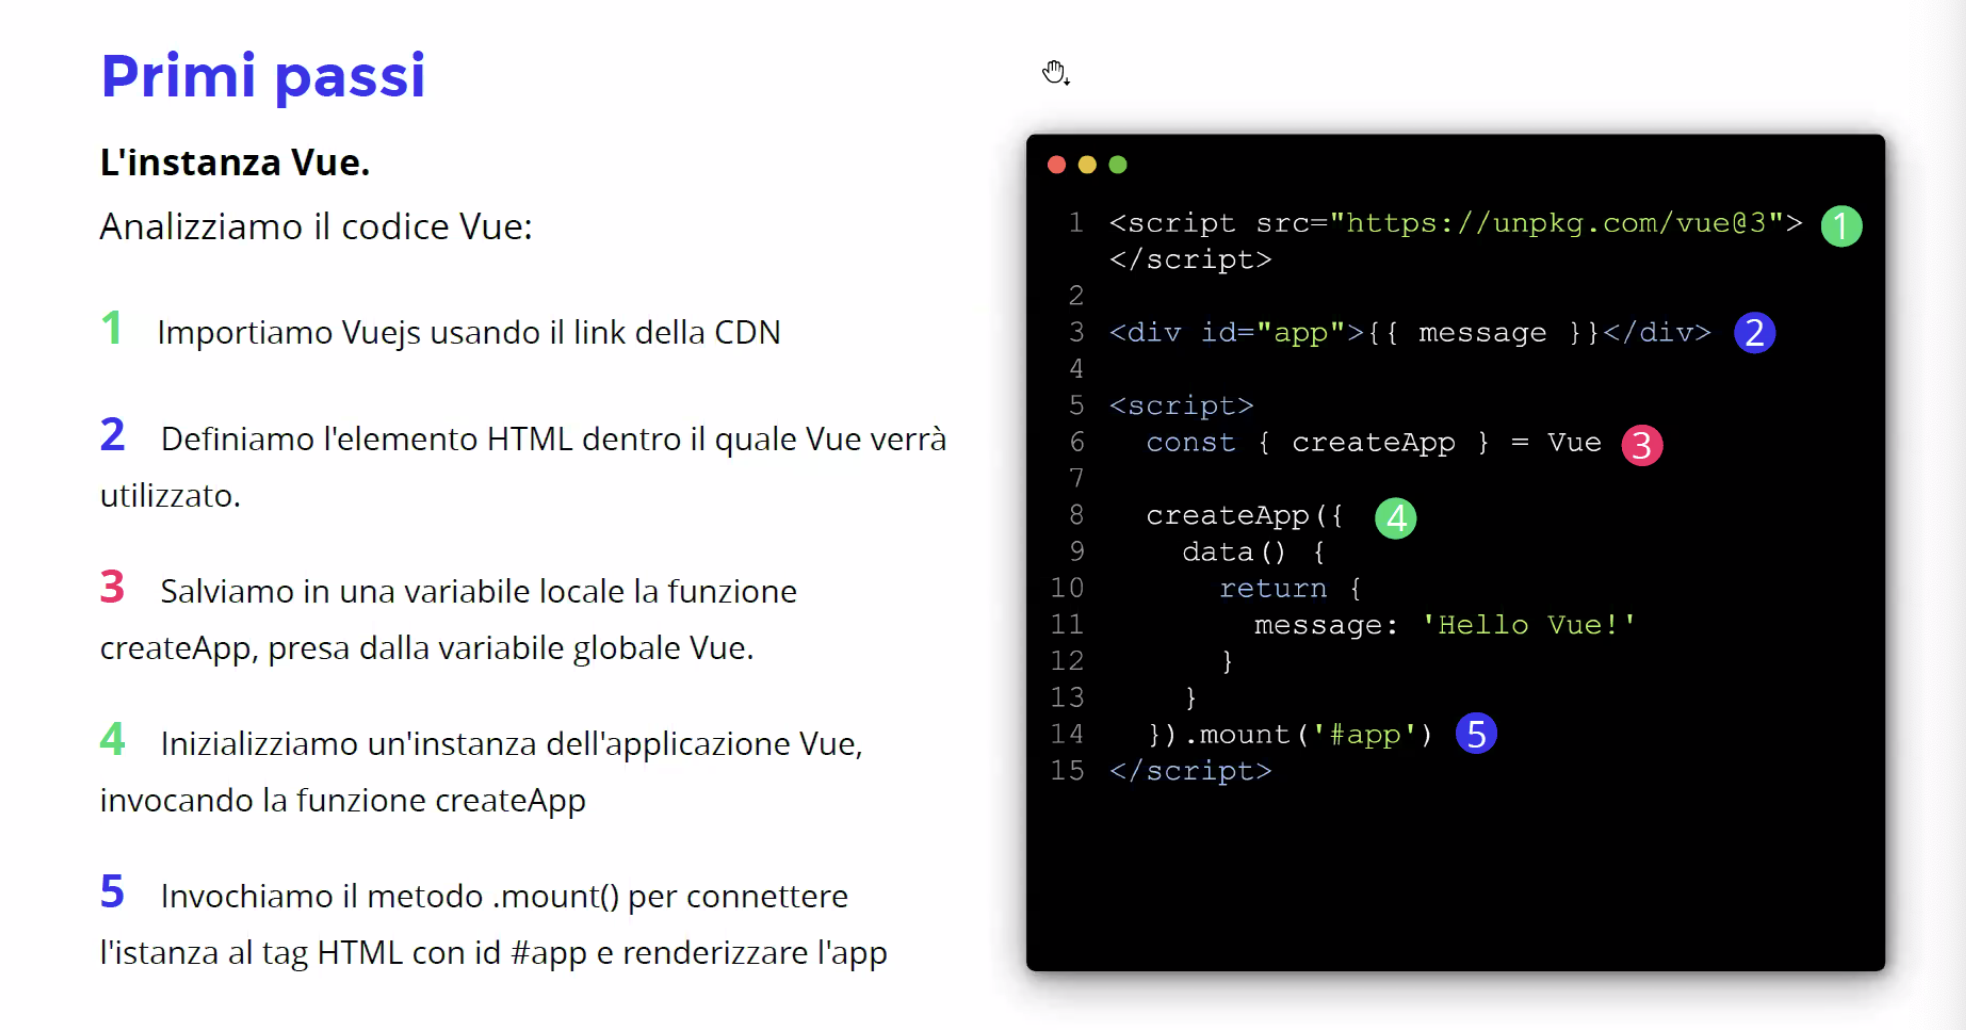 Primi passi
L'instanza Vue.
Analizziamo il codice Vue:
1 Importiamo Vuejs usando il link della CDN
2 Definiamo l'elemento HTML dentro il quale Vue verrà
utilizzato.
3 Salviamo in una variabile locale la funzione
createApp, presa dalla variabile globale Vue.
4 Inizializziamo un'instanza dell'applicazione Vue,
invocando la funzione createApp
5 Invochiamo il metodo .mount() per connettere
l'istanza al tag HTML con id #app e renderizzare l'app
1 <script src="https://unpkg.com/vue@3"> 1
</script>
2
3 <div id="app">{{ message }}</div> 2
4
5 <script>
6 const { createApp } = Vue 3
7
8 createApp({ 4
9 data() {
10 return {
11 message: 'Hello Vue!'
12 }
13 }
14 }).mount('#app') 5
15 </script>